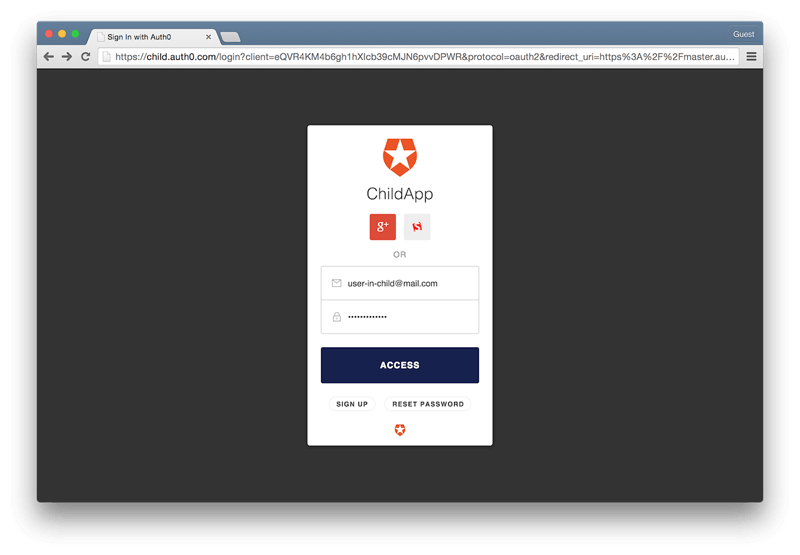 Sign In with Auth0
Guest
https://child.auth0.com/login?client=eQVR4KM4b6gh1hXlcb39cMJN6pvvDPWR&protocol=oauth2&redirect_uri=https%3A%2F%2Fmaster.au...
ChildApp
g+
OR
user-in-child@mail.com
•••••••••••••
ACCESS
SIGN UP
RESET PASSWORD